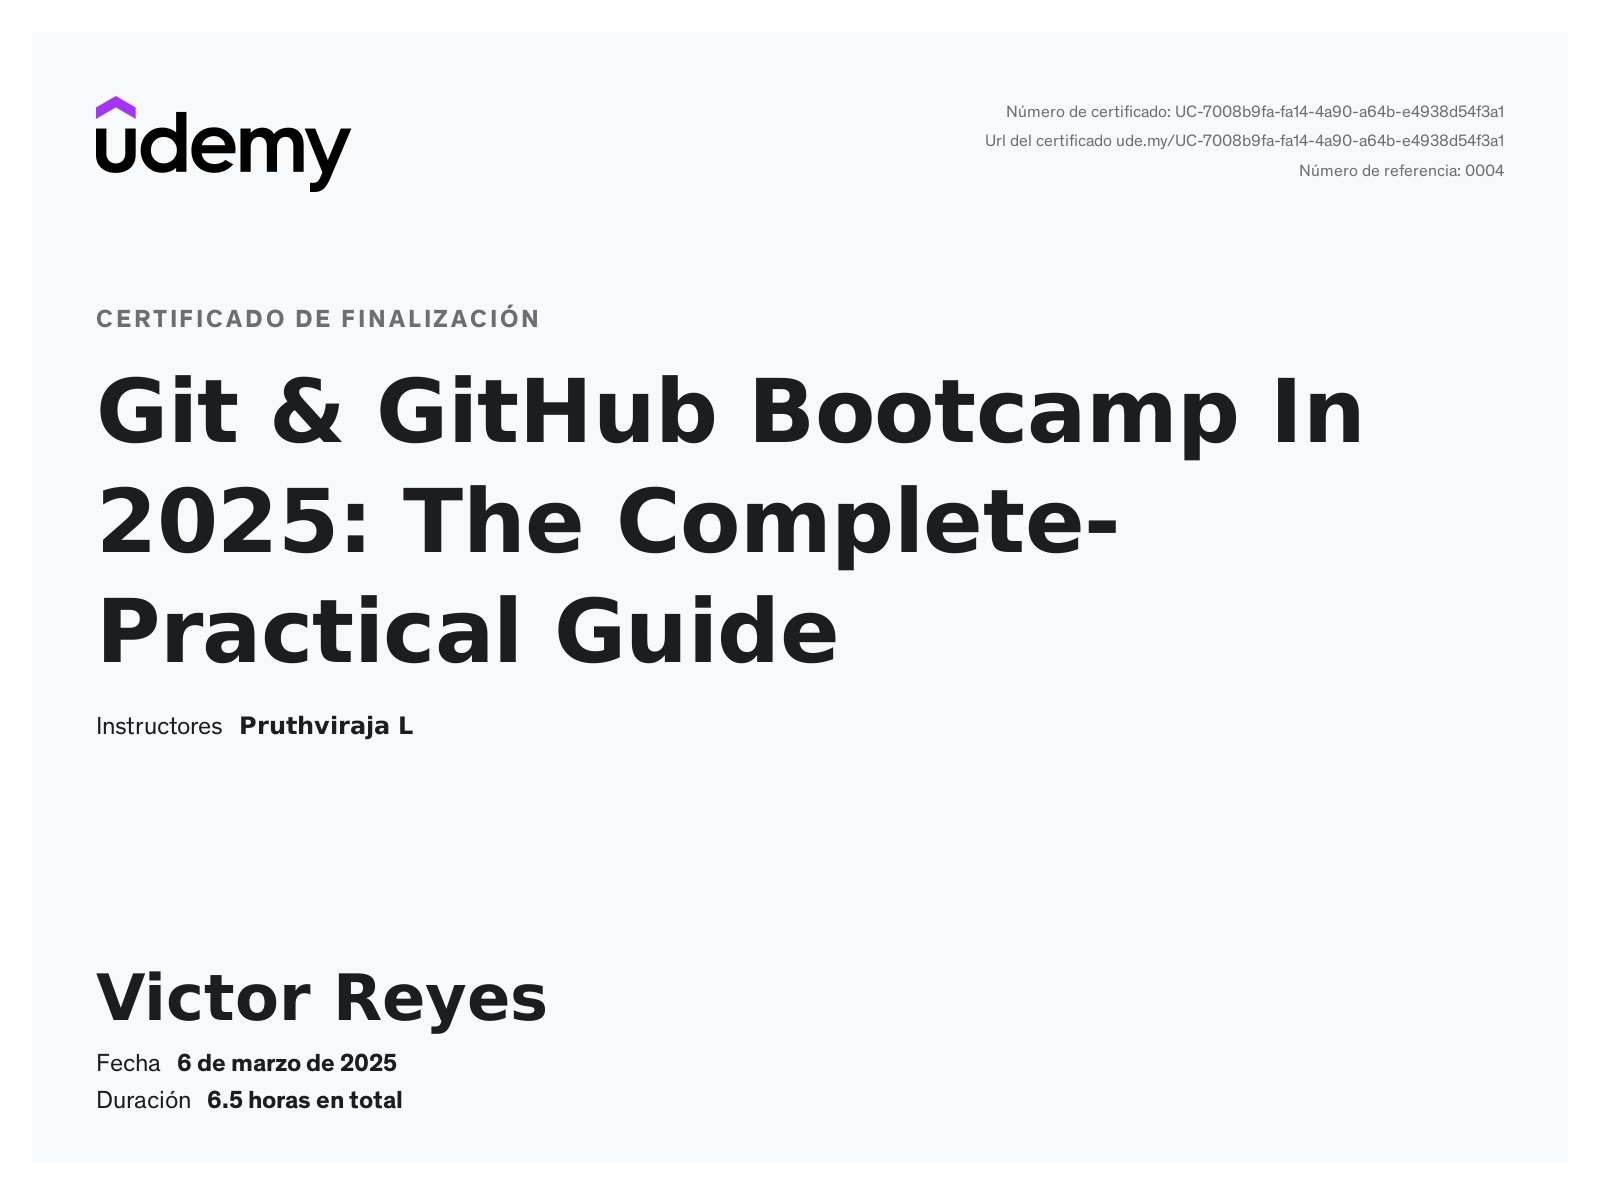 udemy
Número de certificado: UC-7008b9fa-fa14-4a90-a64b-e4938d54f3a1
Url del certificado ude.my/UC-7008b9fa-fa14-4a90-a64b-e4938d54f3a1
Número de referencia: 0004
CERTIFICADO DE FINALIZACIÓN
Git & GitHub Bootcamp In
2025: The Complete-
Practical Guide
Instructores Pruthviraja L
Victor Reyes
Fecha 6 de marzo de 2025
Duración 6.5 horas en total